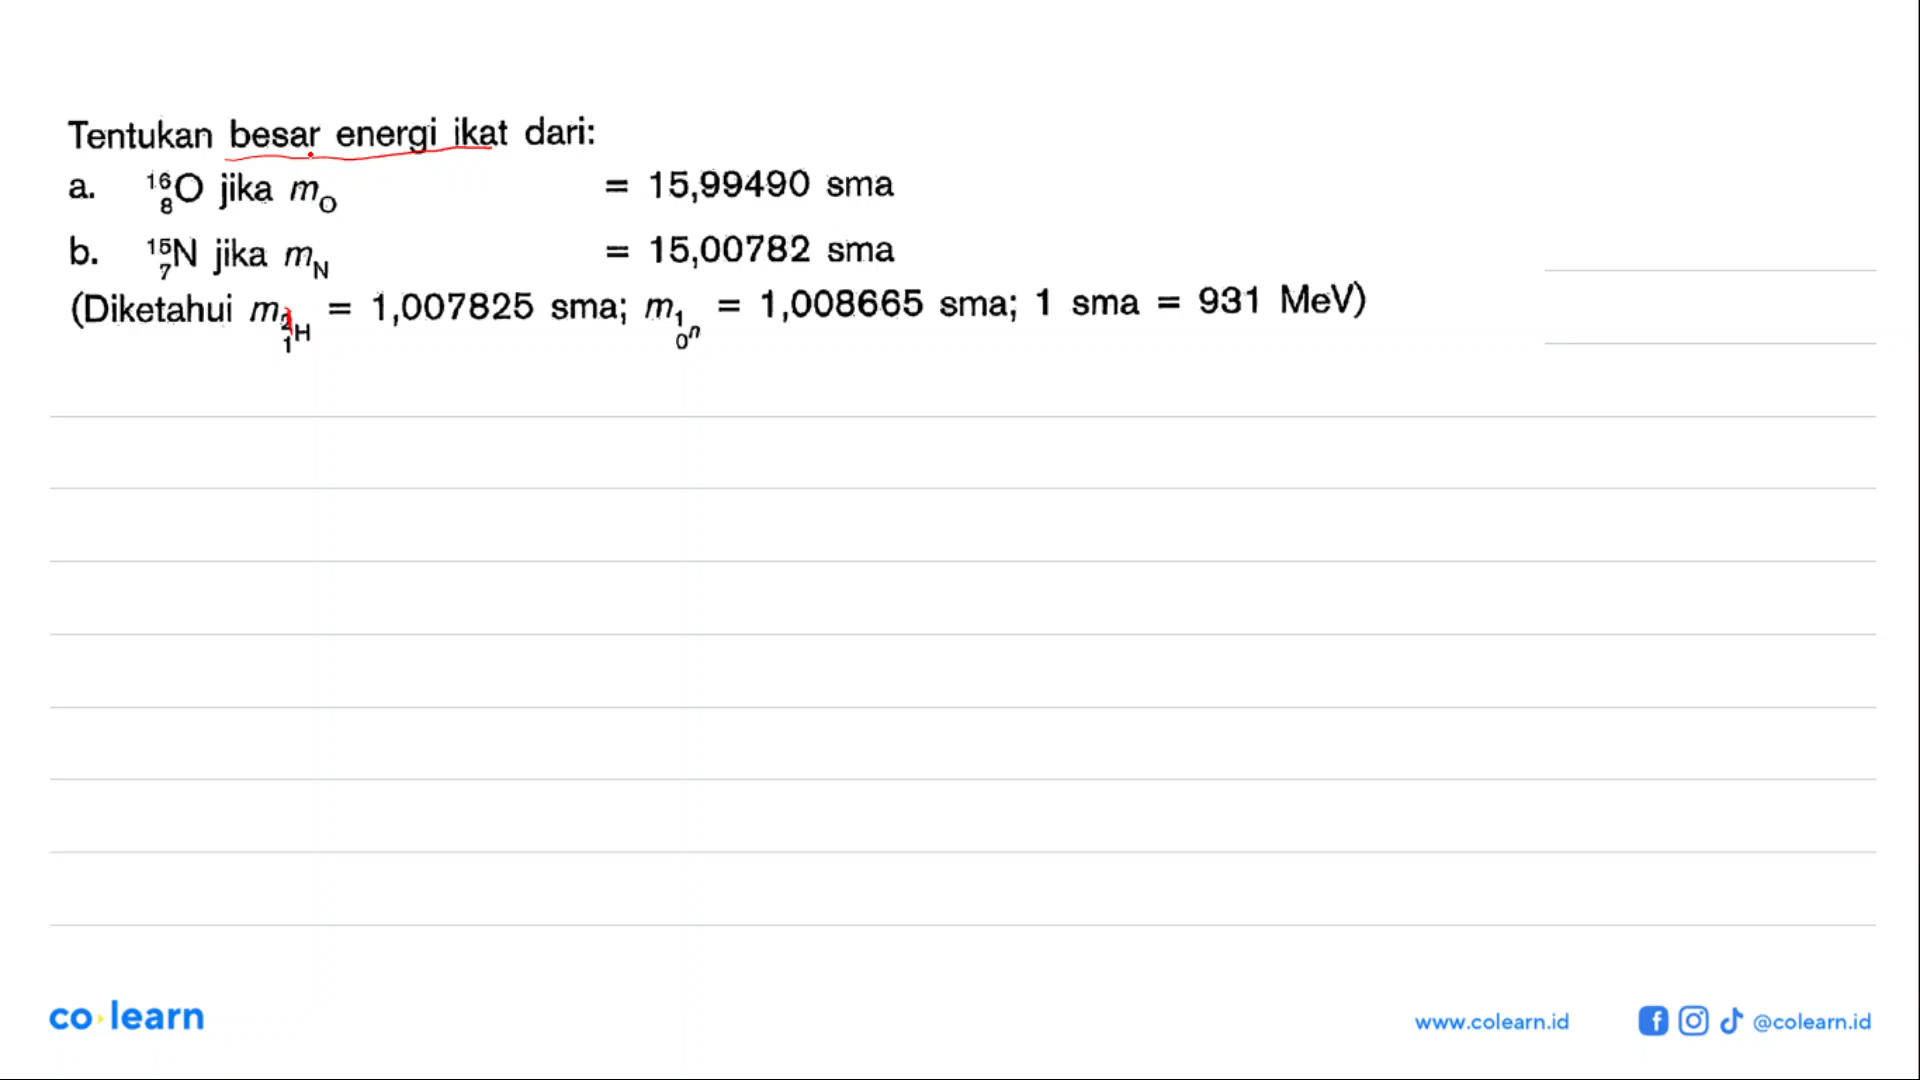 Tentukan besar energi ikat dari:
a. ¹⁶₈O jika m_O = 15,99490 sma
b. ¹⁵₇N jika m_N = 15,00782 sma
(Diketahui m_¹₁H = 1,007825 sma; m_¹₀n = 1,008665 sma; 1 sma = 931 MeV)
co learn
www.colearn.id
@colearn.id